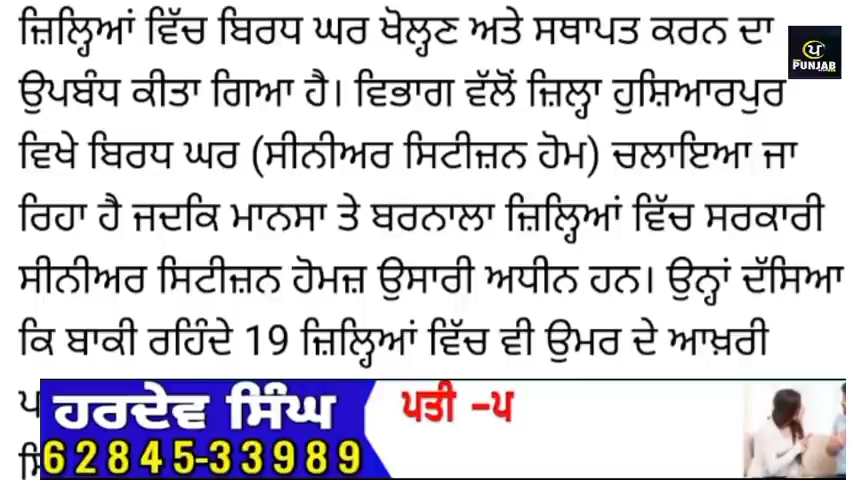 ਜ਼ਿਲ੍ਹਿਆਂ ਵਿੱਚ ਬਿਰਧ ਘਰ ਖੋਲ੍ਹਣ ਅਤੇ ਸਥਾਪਤ ਕਰਨ ਦਾ
ਉਪਬੰਧ ਕੀਤਾ ਗਿਆ ਹੈ। ਵਿਭਾਗ ਵੱਲੋਂ ਜ਼ਿਲ੍ਹਾ ਹੁਸ਼ਿਆਰਪੁਰ
ਵਿਖੇ ਬਿਰਧ ਘਰ (ਸੀਨੀਅਰ ਸਿਟੀਜ਼ਨ ਹੋਮ) ਚਲਾਇਆ ਜਾ
ਰਿਹਾ ਹੈ ਜਦਕਿ ਮਾਨਸਾ ਤੇ ਬਰਨਾਲਾ ਜ਼ਿਲ੍ਹਿਆਂ ਵਿੱਚ ਸਰਕਾਰੀ
ਸੀਨੀਅਰ ਸਿਟੀਜ਼ਨ ਹੋਮਜ਼ ਉਸਾਰੀ ਅਧੀਨ ਹਨ। ਉਨ੍ਹਾਂ ਦੱਸਿਆ
ਕਿ ਬਾਕੀ ਰਹਿੰਦੇ 19 ਜ਼ਿਲ੍ਹਿਆਂ ਵਿੱਚ ਵੀ ਉਮਰ ਦੇ ਆਖ਼ਰੀ
ਹਰਦੇਵ ਸਿੰਘ
62845-33989
ਪਤੀ -ਪ
ਪ
PUNJAB